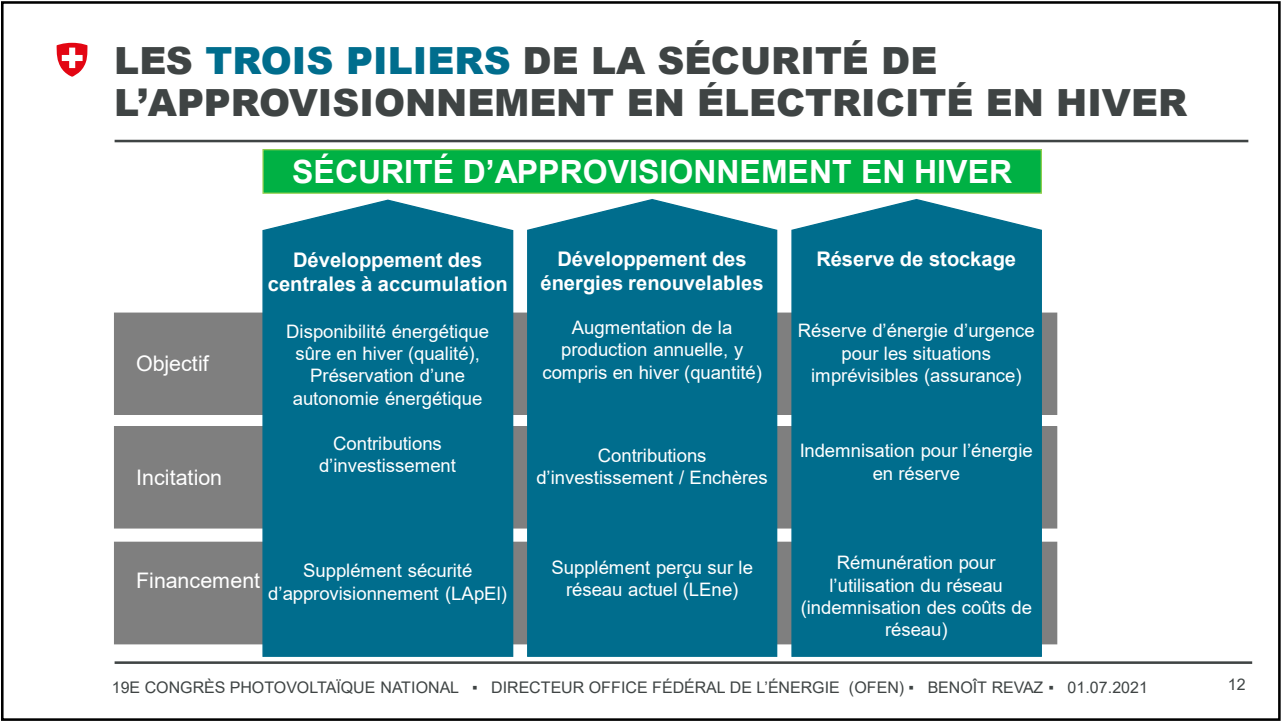 LES TROIS PILIERS DE LA SÉCURITÉ DE
L’APPROVISIONNEMENT EN ÉLECTRICITÉ EN HIVER
SÉCURITÉ D’APPROVISIONNEMENT EN HIVER
Développement des
centrales à accumulation
Développement des
énergies renouvelables
Réserve de stockage
Objectif
Disponibilité énergétique
sûre en hiver (qualité),
Préservation d’une
autonomie énergétique
Augmentation de la
production annuelle, y
compris en hiver (quantité)
Réserve d’énergie d’urgence
pour les situations
imprévisibles (assurance)
Incitation
Contributions
d’investissement
Contributions
d’investissement / Enchères
Indemnisation pour l’énergie
en réserve
Financement
Supplément sécurité
d’approvisionnement (LApEl)
Supplément perçu sur le
réseau actuel (LEne)
Rémunération pour
l’utilisation du réseau
(indemnisation des coûts de
réseau)
19E CONGRÈS PHOTOVOLTAÏQUE NATIONAL ▪ DIRECTEUR OFFICE FÉDÉRAL DE L’ÉNERGIE (OFEN) ▪ BENOÎT REVAZ ▪ 01.07.2021
12